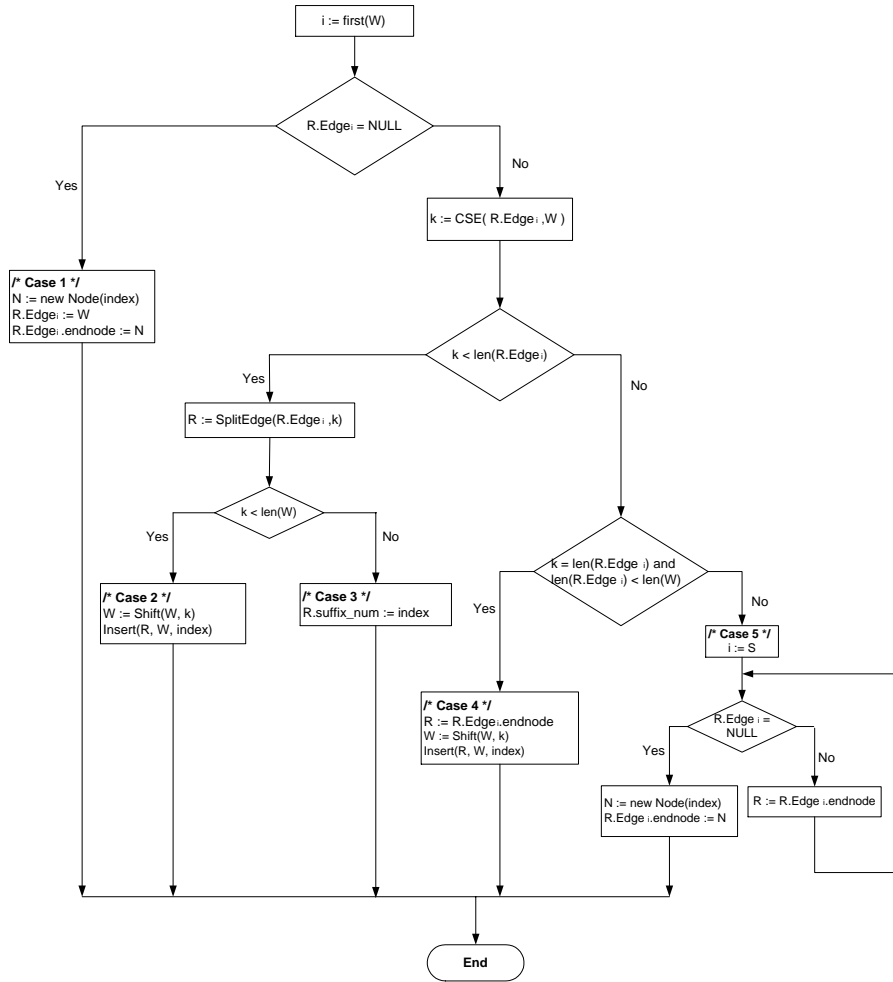 i := first(W)
R.Edgeᵢ = NULL
Yes
No
k := CSE( R.Edgeᵢ ,W )
/* Case 1 */
N := new Node(index)
R.Edgeᵢ := W
R.Edgeᵢ .endnode := N
k < len(R.Edgeᵢ)
Yes
No
R := SplitEdge(R.Edgeᵢ ,k)
k < len(W)
Yes
No
k = len(R.Edge ᵢ) and
len(R.Edge ᵢ) < len(W)
Yes
No
/* Case 2 */
W := Shift(W, k)
Insert(R, W, index)
/* Case 3 */
R.suffix_num := index
/* Case 5 */
i := S
/* Case 4 */
R := R.Edgeᵢ.endnode
W := Shift(W, k)
Insert(R, W, index)
R.Edge ᵢ =
NULL
Yes
No
N := new Node(index)
R.Edge ᵢ.endnode := N
R := R.Edge ᵢ.endnode
End